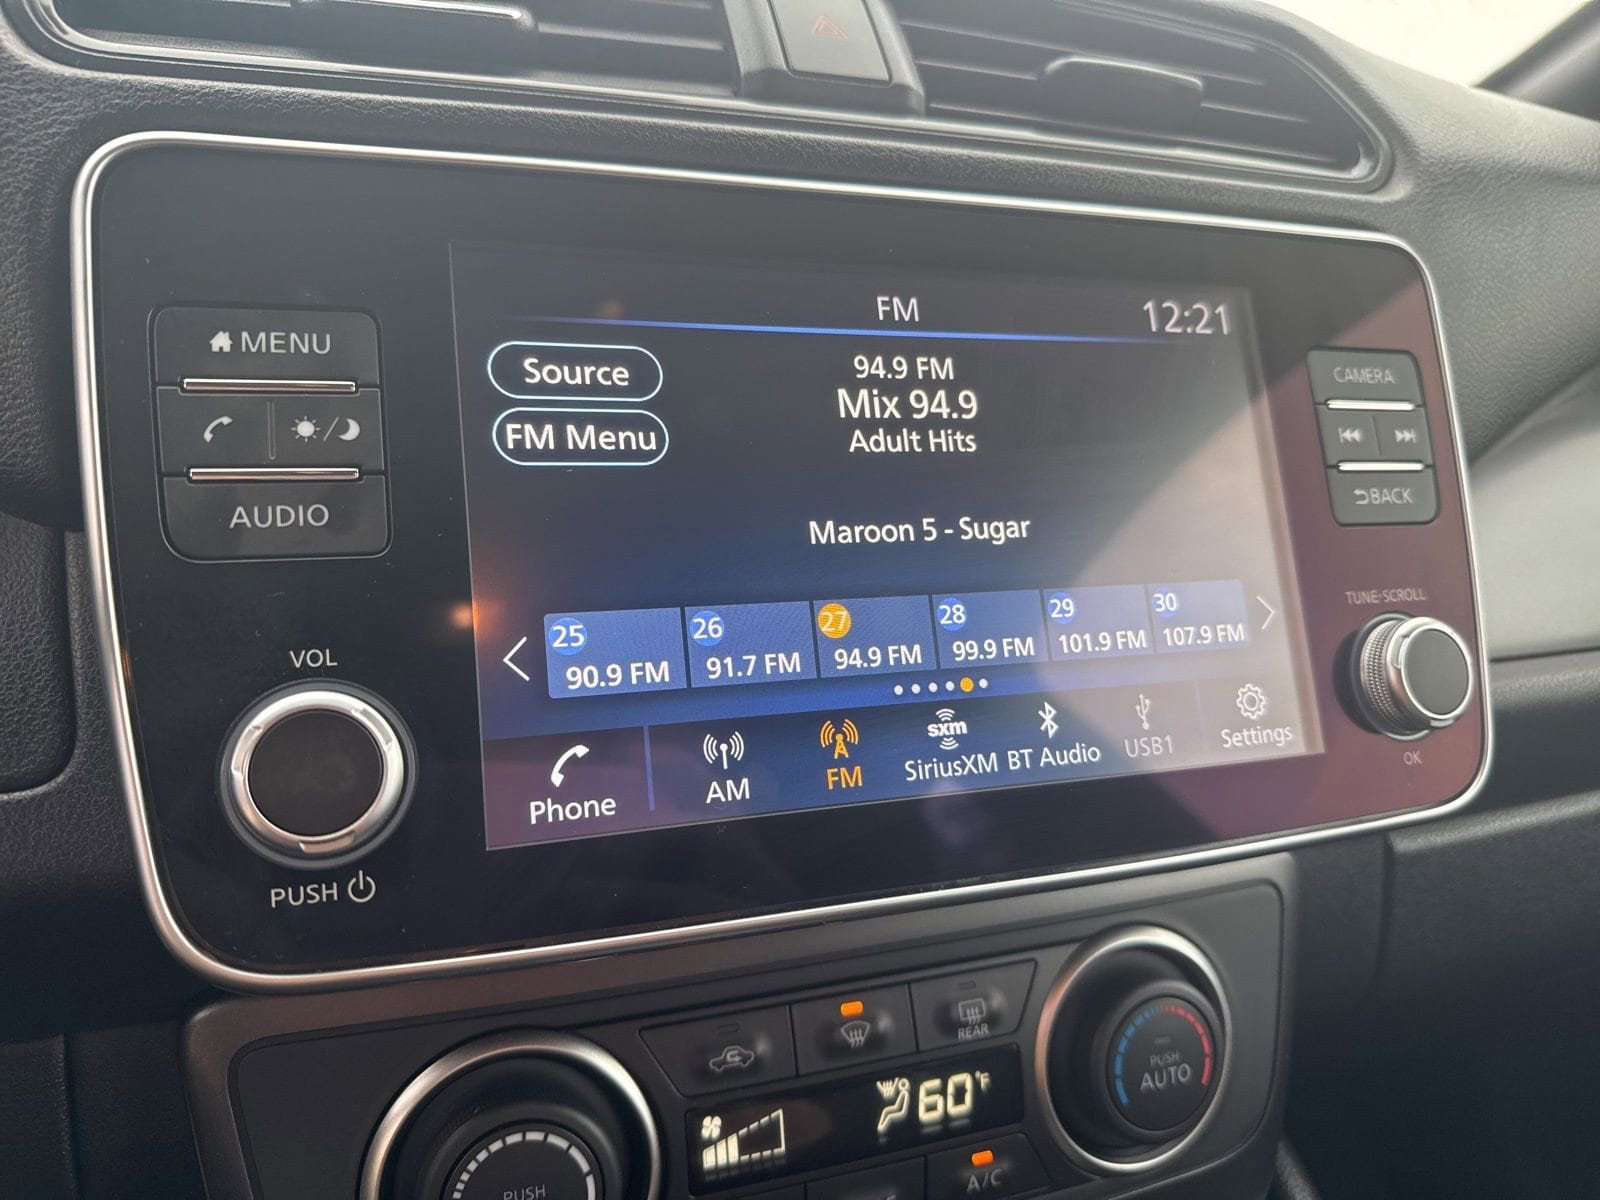 MENU
AUDIO
VOL
PUSH
FM
12:21
Source
FM Menu
94.9 FM
Mix 94.9
Adult Hits
Maroon 5 - Sugar
25
90.9 FM
26
91.7 FM
27
94.9 FM
28
99.9 FM
29
101.9 FM
30
107.9 FM
Phone
AM
FM
sxm
SiriusXM
BT Audio
USB1
Settings
CAMERA
BACK
TUNE·SCROLL
OK
REAR
60°F
PUSH
AUTO
A/C
PUSH